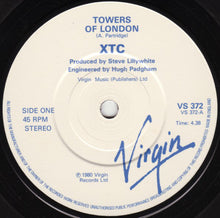 TOWERS
OF LONDON
(A. Partridge)
XTC
Produced by Steve Lillywhite
Engineered by Hugh Padgham
Virgin Music (Publishers) Ltd
SIDE ONE
45 RPM
STEREO
VS 372
VS 372-A
Time: 4.38
Virgin
℗ 1980 Virgin
Records Ltd